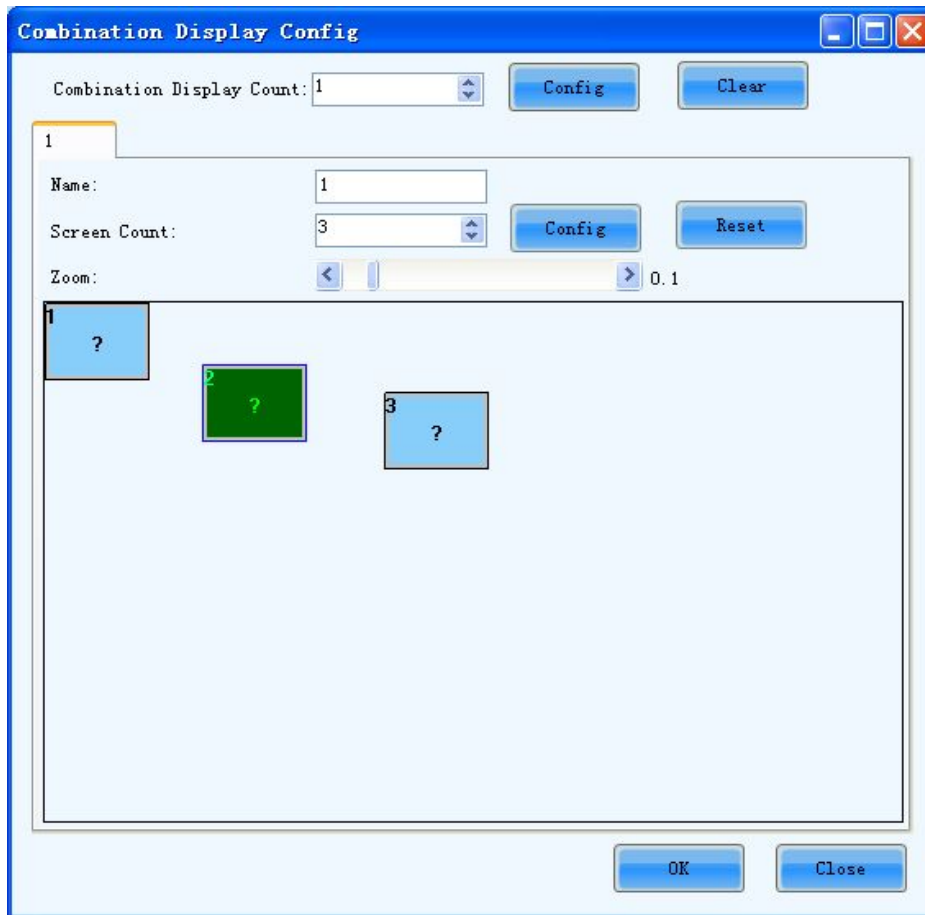 Combination Display Config
Combination Display Count: 1 Config Clear
1
Name: 1
Screen Count: 3 Config Reset
Zoom: 0.1
1
?
2
?
3
?
OK Close